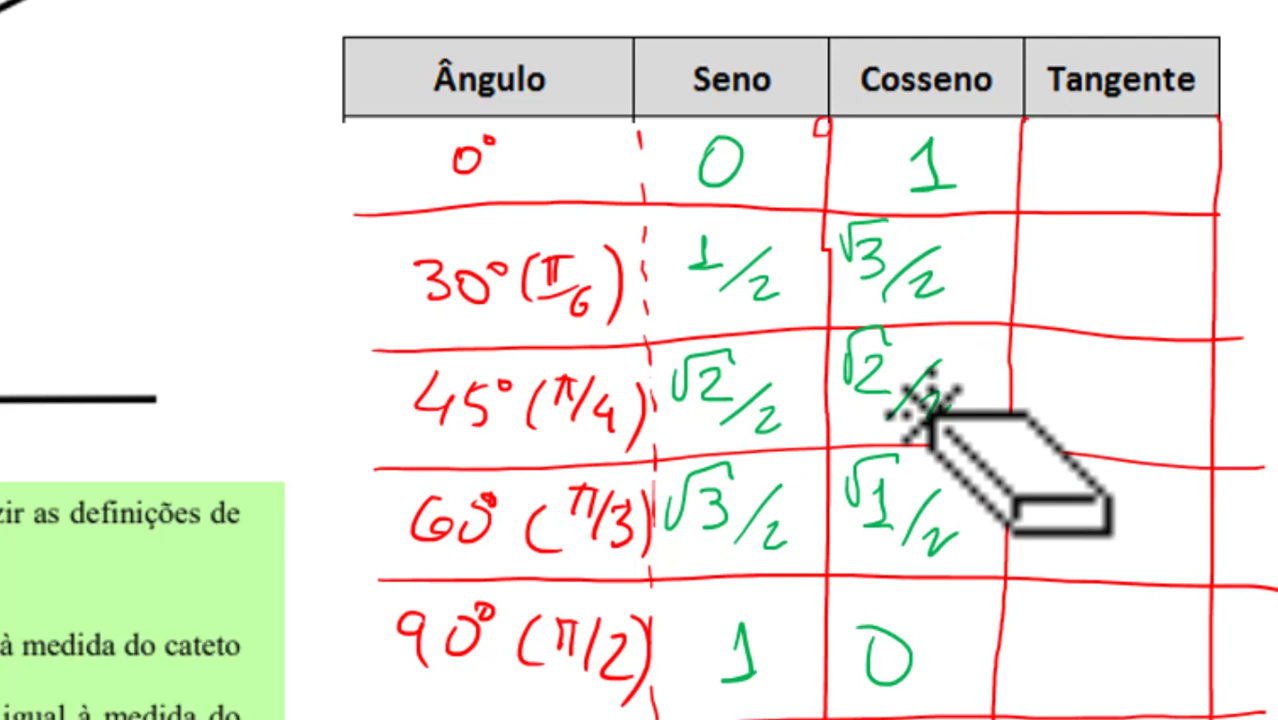 Ângulo Seno Cosseno Tangente
0° 0 1
30° (π/6) 1/2 √3/2
45° (π/4) √2/2 √2/2
zir as definições de
60° (π/3) √3/2 √1/2
à medida do cateto
90° (π/2) 1 0
igual à medida do